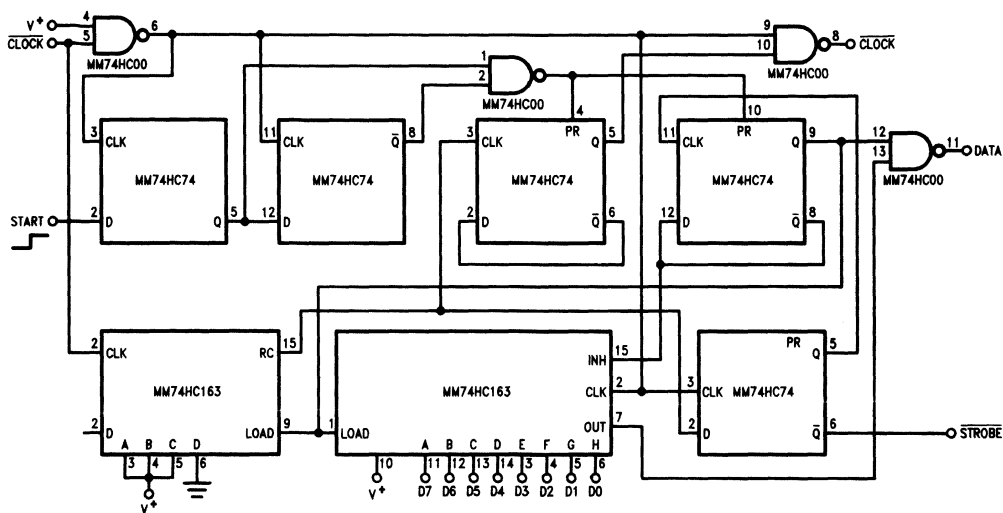 V+ 4 6 9 8 CLOCK
CLOCK 5 10
MM74HC00 MM74HC00
1
2
MM74HC00
4 10
3 CLK 11 CLK Q̅ 8 3 CLK PR Q 5 11 CLK PR Q 9 12 11 DATA
13
MM74HC00
MM74HC74 MM74HC74 MM74HC74 MM74HC74
START 2 D Q 5 12 D 2 D Q̅ 6 12 D Q̅ 8
2 CLK RC 15 INH 15 PR Q 5
MM74HC163 MM74HC163 CLK 2 3 CLK MM74HC74
OUT 7
2 D LOAD 9 1 LOAD 2 D Q̅ 6 STROBE
A B C D A B C D E F G H
3 4 5 6 10 11 12 13 14 3 4 5 6
V+ V+ D7 D6 D5 D4 D3 D2 D1 D0